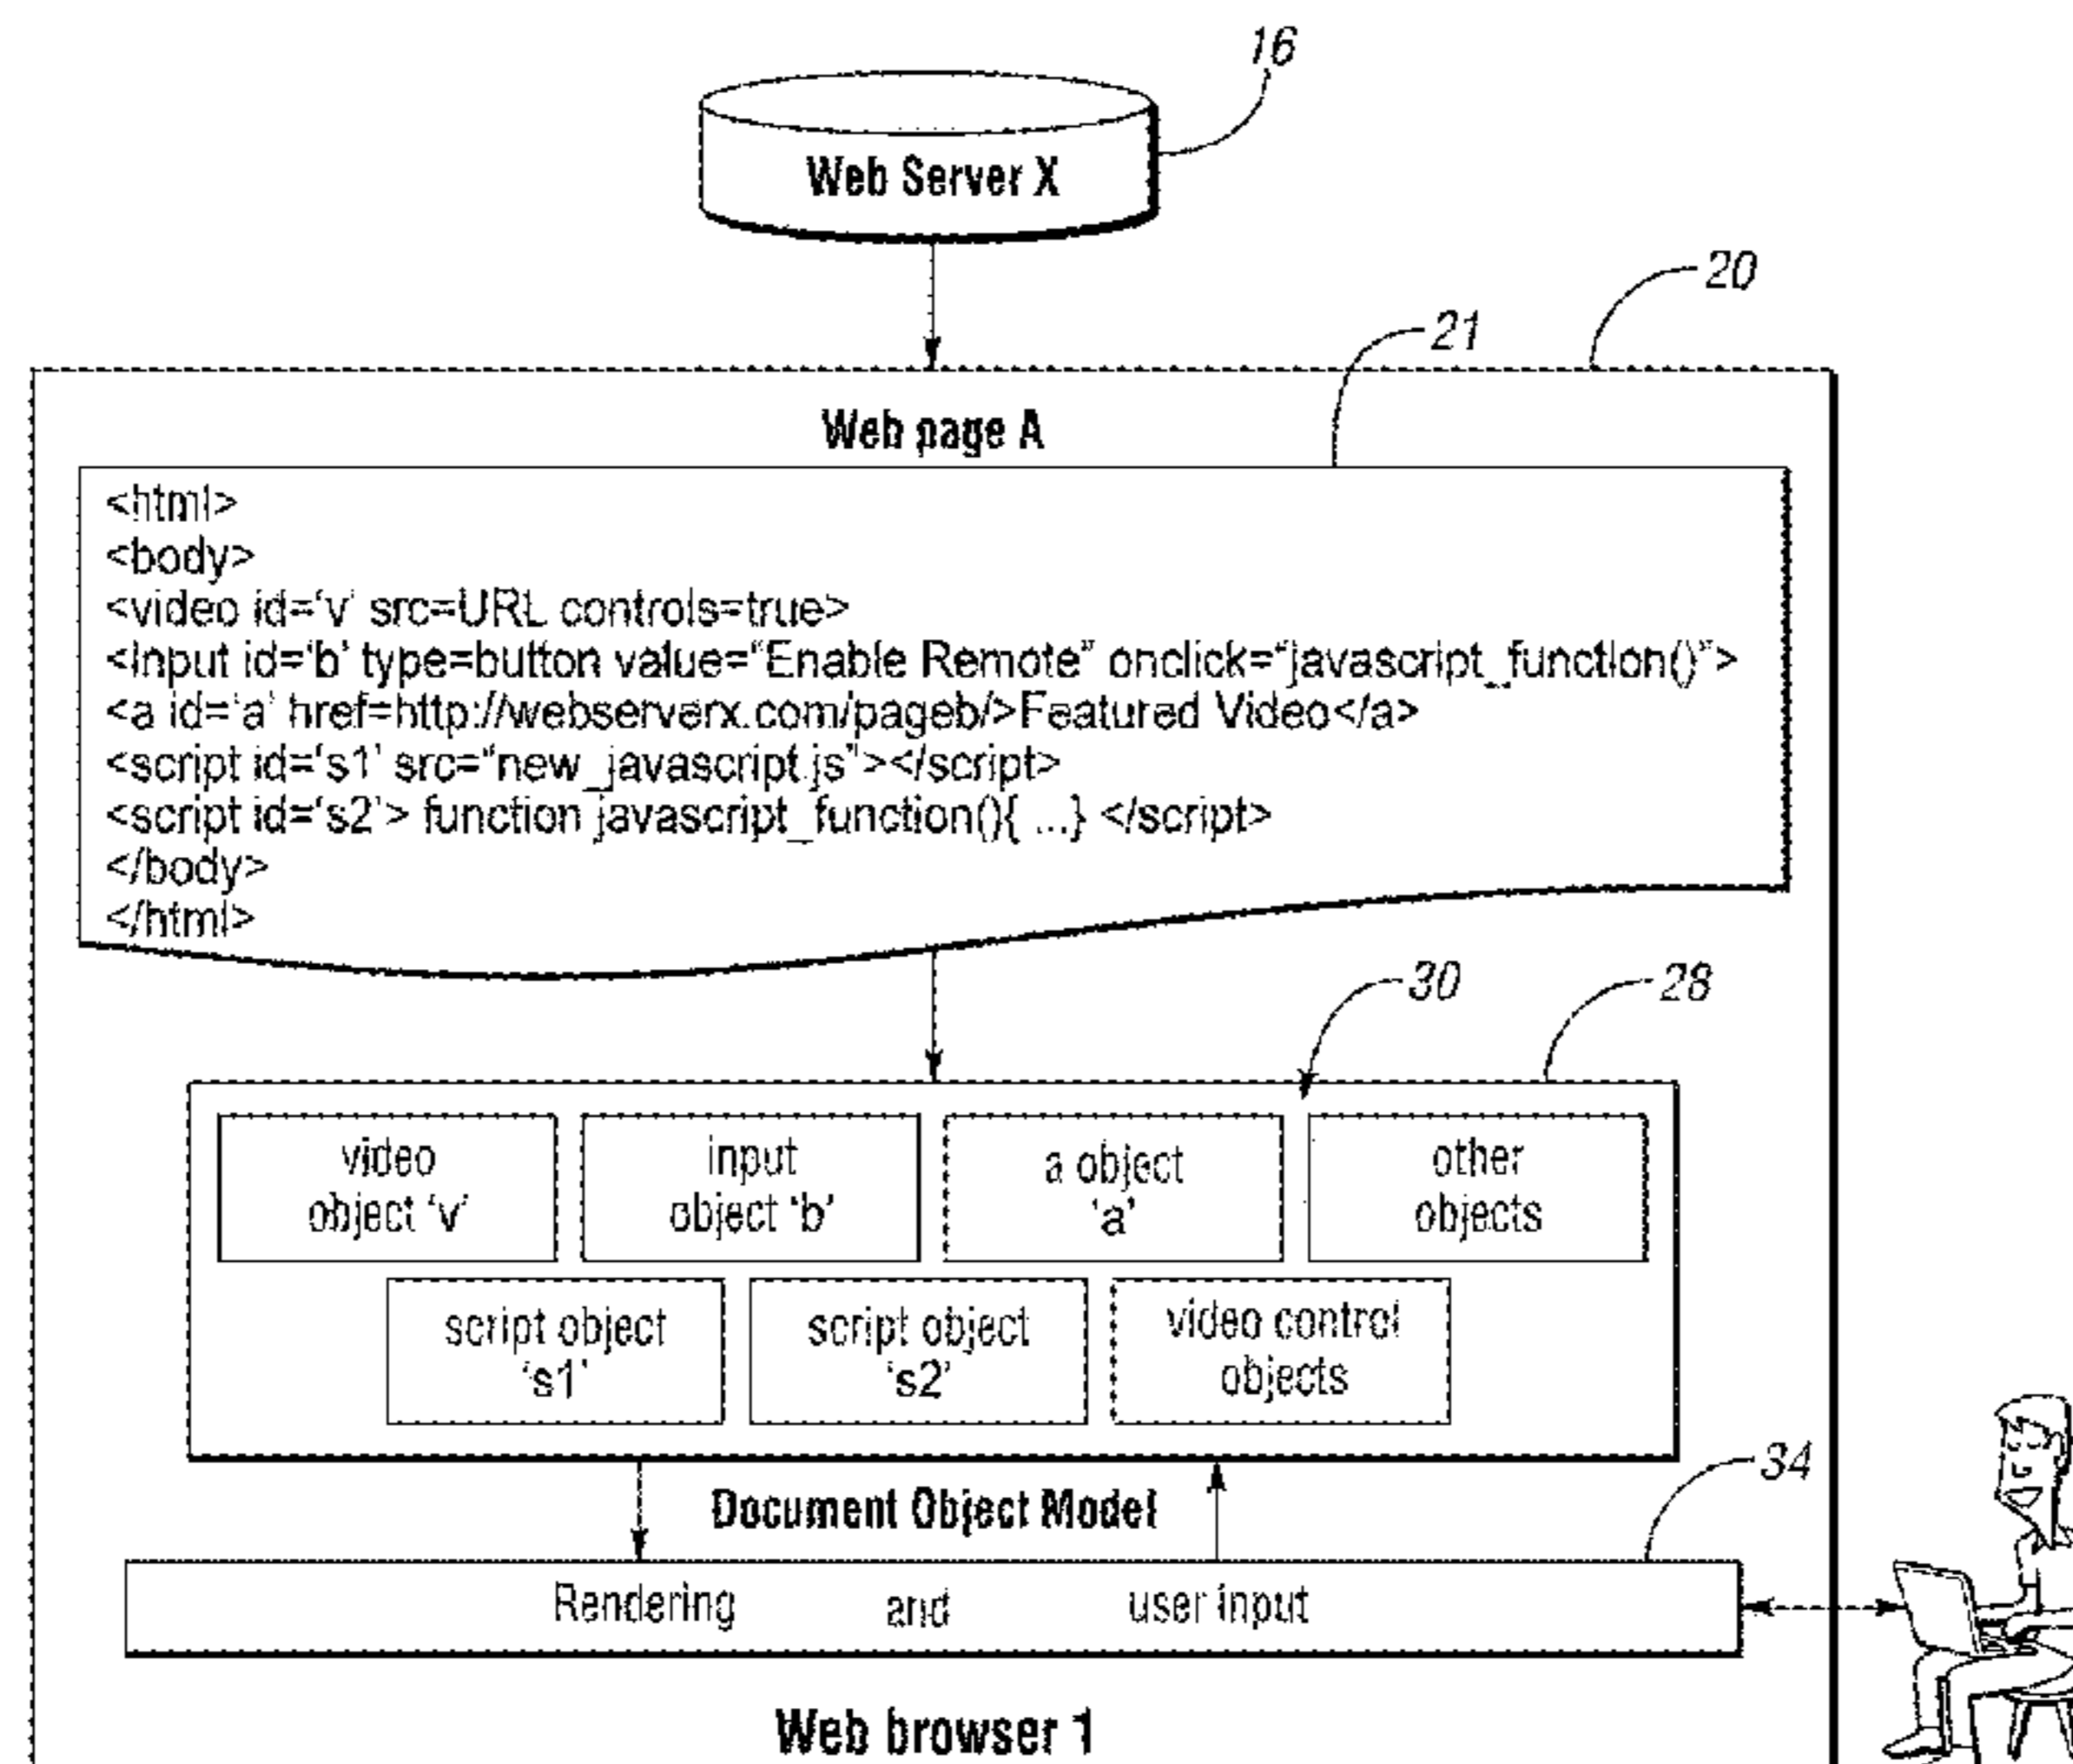 16
Web Server X
20
21
Web page A
<html>
<body>
<video id=‘v’ src=URL controls=true>
<input id=‘b’ type=button value=“Enable Remote” onclick=“javascript_function()”>
<a id=‘a’ href=http://webserverx.com/pageb/>Featured Video</a>
<script id=‘s1’ src=“new_javascript.js”></script>
<script id=‘s2’> function javascript_function(){ ...} </script>
</body>
</html>
30
28
video
object ‘v’
input
object ‘b’
a object
‘a’
other
objects
script object
‘s1’
script object
‘s2’
video control
objects
Document Object Model
34
Rendering and user input
Web browser 1